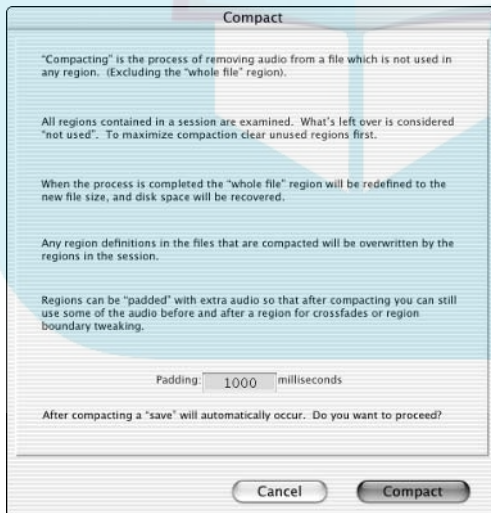 Compact
“Compacting” is the process of removing audio from a file which is not used in
any region. (Excluding the “whole file” region).
All regions contained in a session are examined. What’s left over is considered
“not used”. To maximize compaction clear unused regions first.
When the process is completed the “whole file” region will be redefined to the
new file size, and disk space will be recovered.
Any region definitions in the files that are compacted will be overwritten by the
regions in the session.
Regions can be “padded” with extra audio so that after compacting you can still
use some of the audio before and after a region for crossfades or region
boundary tweaking.
Padding: 1000 milliseconds
After compacting a “save” will automatically occur. Do you want to proceed?
Cancel Compact